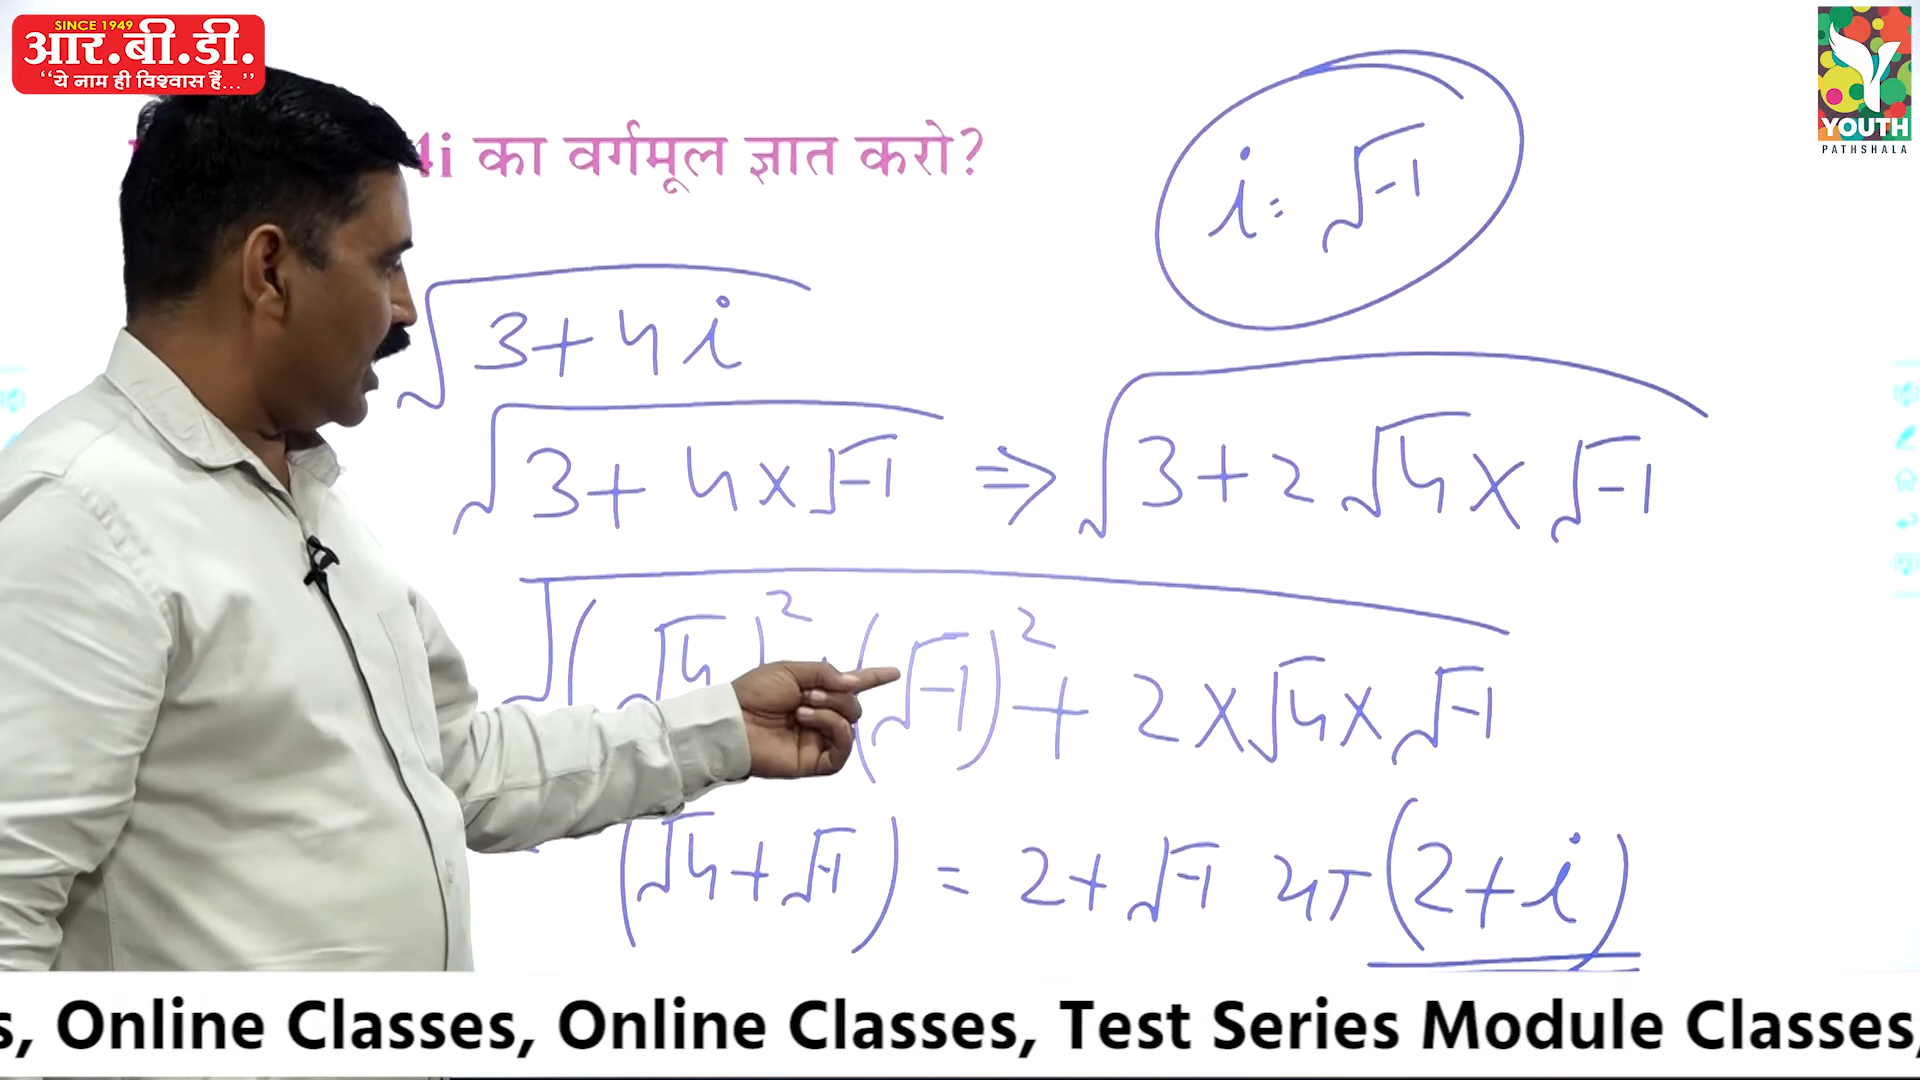 SINCE 1949
आर.बी.डी.
“ये नाम ही विश्वास हैं...”
YOUTH
PATHSHALA
4i का वर्गमूल ज्ञात करो?
i = √-1
√3+4i
√3+4×√-1 ⇒ √3+2√4×√-1
√(√4)² (√-1)² + 2×√4×√-1
(√4+√-1) = 2+√-1 या (2+i)
s, Online Classes, Online Classes, Test Series Module Classes,